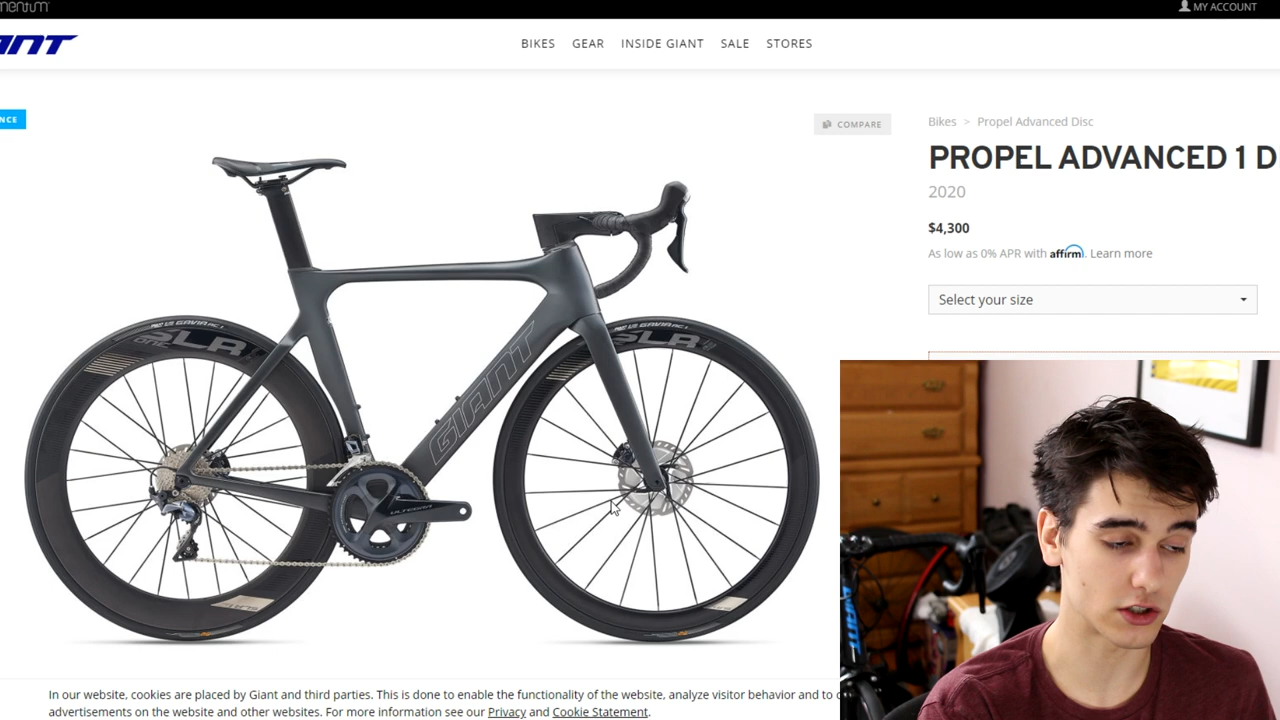 MY ACCOUNT
BIKES GEAR INSIDE GIANT SALE STORES
COMPARE
Bikes > Propel Advanced Disc
PROPEL ADVANCED 1 D
2020
$4,300
As low as 0% APR with affirm. Learn more
Select your size
SLR
SLR
GIANT
ULTEGRA
In our website, cookies are placed by Giant and third parties. This is done to enable the functionality of the website, analyze visitor behavior and to
advertisements on the website and other websites. For more information see our Privacy and Cookie Statement.